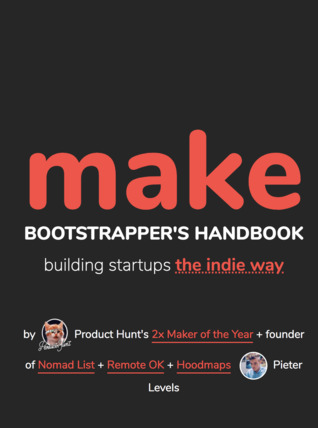 make
BOOTSTRAPPER'S HANDBOOK
building startups the indie way
by Product Hunt's 2x Maker of the Year + founder
of Nomad List + Remote OK + Hoodmaps Pieter
Levels